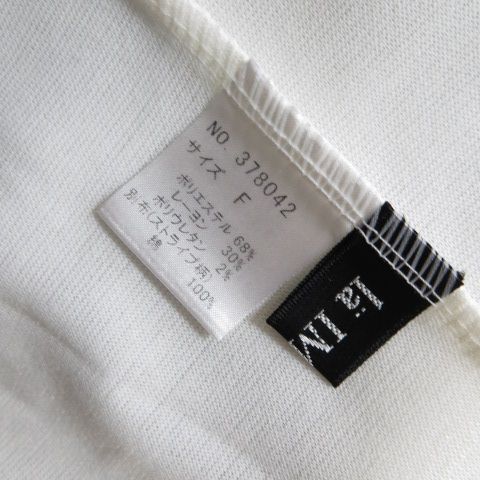 NO. 378042
サイズ F
ポリエステル 68%
レーヨン 30%
ポリウレタン 2%
別布(ストライプ柄)
綿 100%